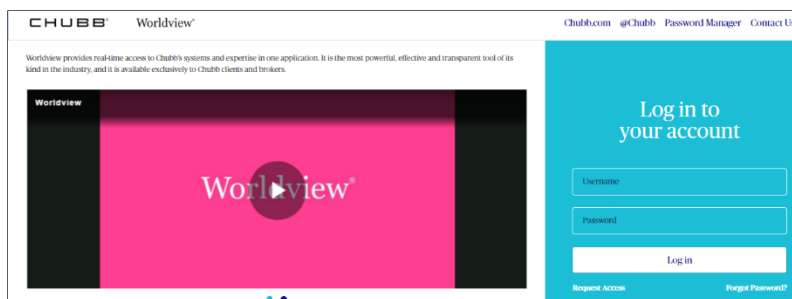 CHUBB® Worldview® Chubb.com @Chubb Password Manager Contact Us
Worldview provides real-time access to Chubb's systems and expertise in one application. It is the most powerful, effective and transparent tool of its
kind in the industry, and it is available exclusively to Chubb clients and brokers.
Worldview
Worldview®
Log in to
your account
Username
Password
Log in
Request Access Forgot Password?